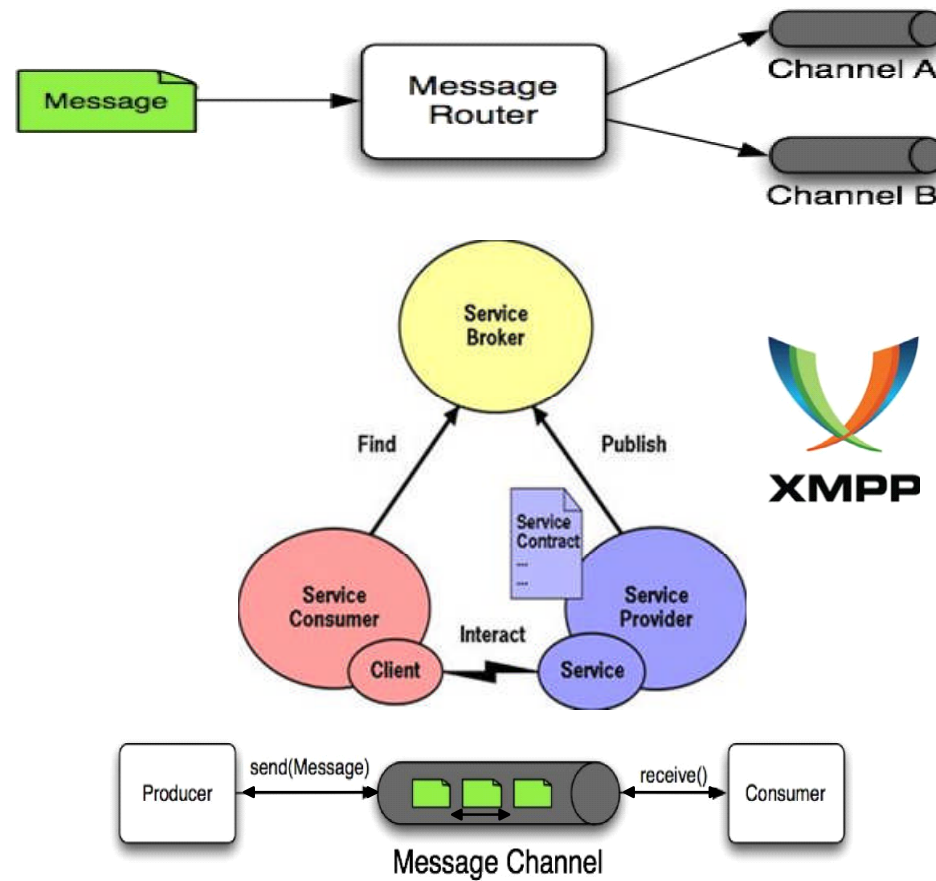 Message
Message
Router
Channel A
Channel B
Service
Broker
Find
Publish
XMPP
Service
Contract
...
...
Service
Consumer
Service
Provider
Interact
Client
Service
Producer
send(Message)
receive()
Consumer
Message Channel